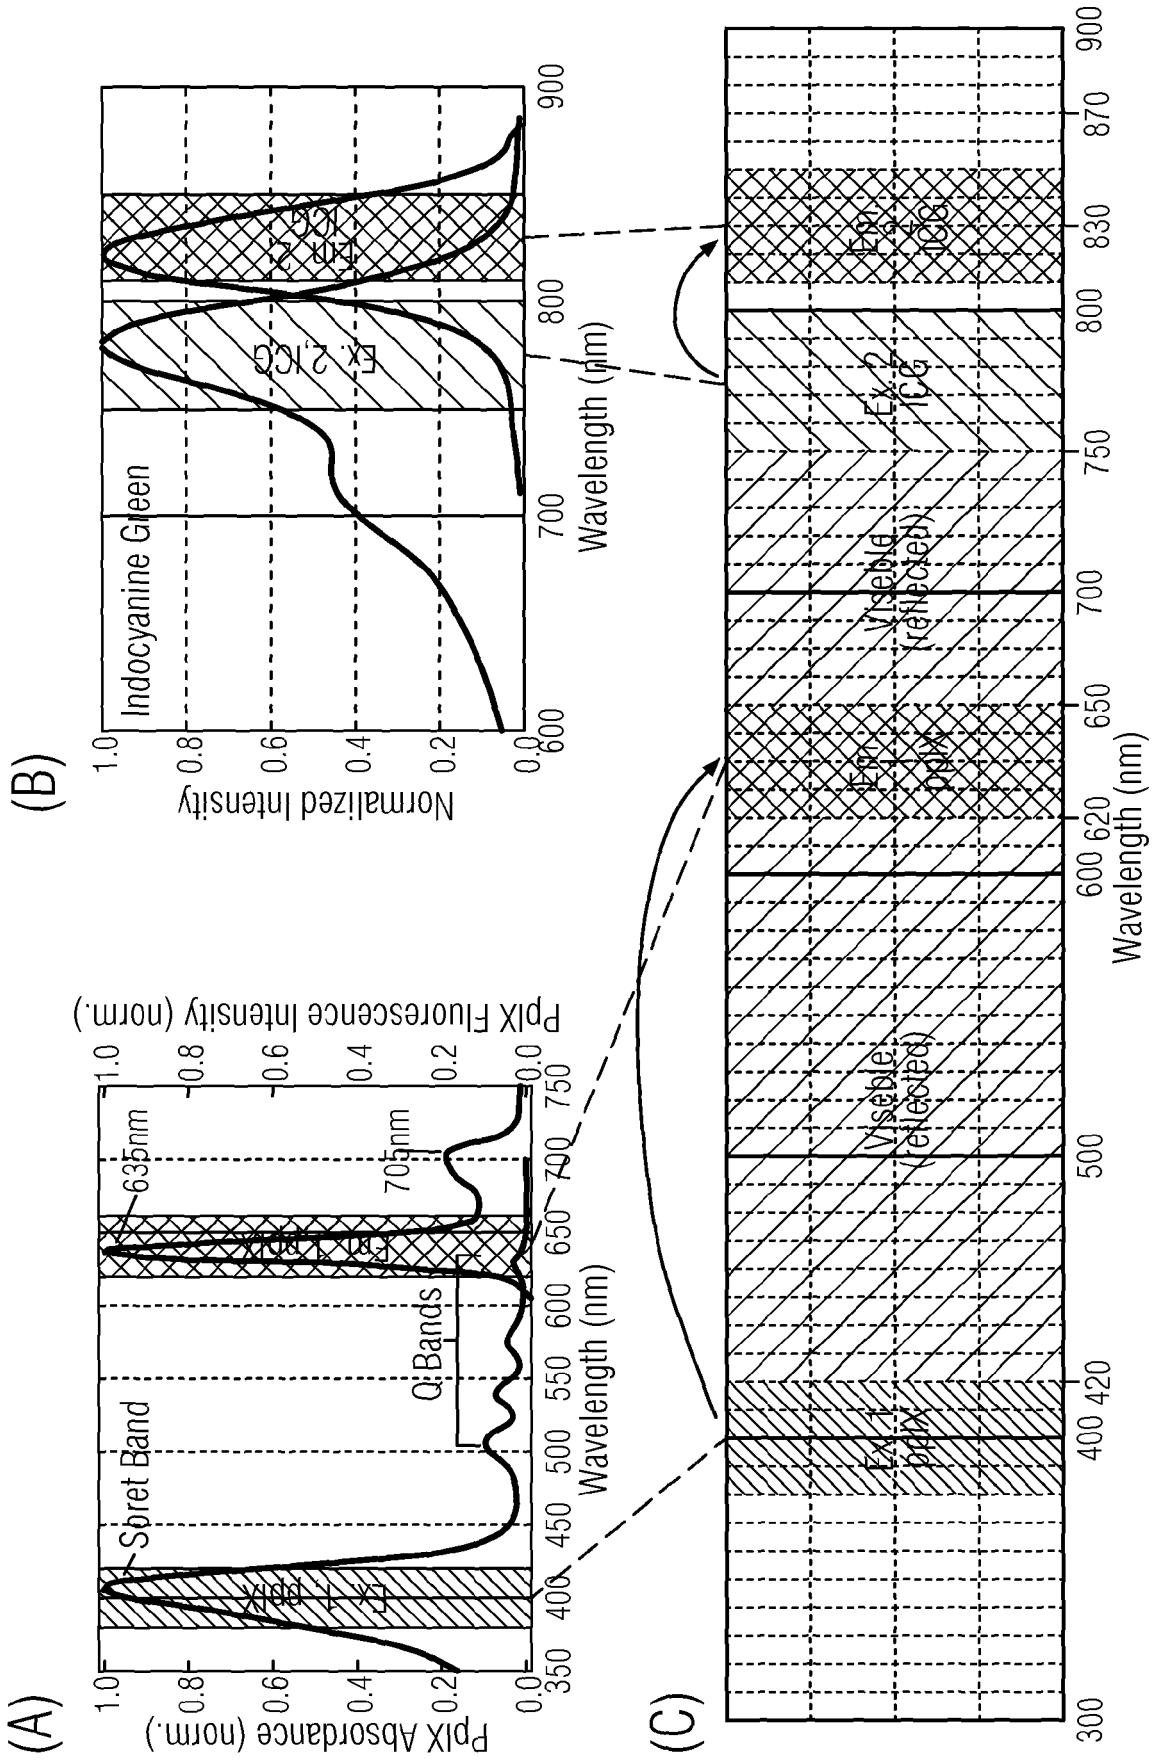 (A)
PpIX Absordance (norm.)
1.0
0.8
0.6
0.4
0.2
0.0
Soret Band
635nm
705nm
Q Bands
Ex. 1, ppIX
Em 1, ppIX
1.0
0.8
0.6
0.4
0.2
0.0
PpIX Fluorescence Intensity (norm.)
350 400 450 500 550 600 650 700 750
Wavelength (nm)
(B)
Normalized Intensity
1.0
0.8
0.6
0.4
0.2
0.0
Indocyanine Green
Ex. 2,ICG
Em 2,
ICG
600 700 800 900
Wavelength (nm)
(C)
Ex. 1
ppIX
Viseble
(reflected)
Em
ppIX
Viseble
(reflected)
Ex. 2
ICG
Em
ICG
300 400 420 500 600 620 650 700 750 800 830 870 900
Wavelength (nm)